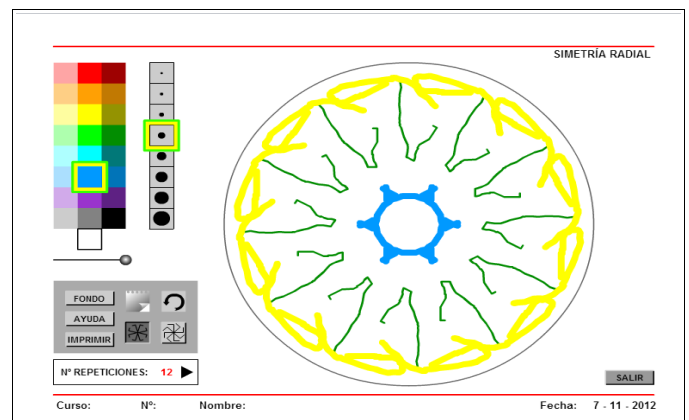 SIMETRÍA RADIAL
FONDO
AYUDA
IMPRIMIR
Nº REPETICIONES: 12
SALIR
Curso: Nº: Nombre: Fecha: 7 - 11 - 2012